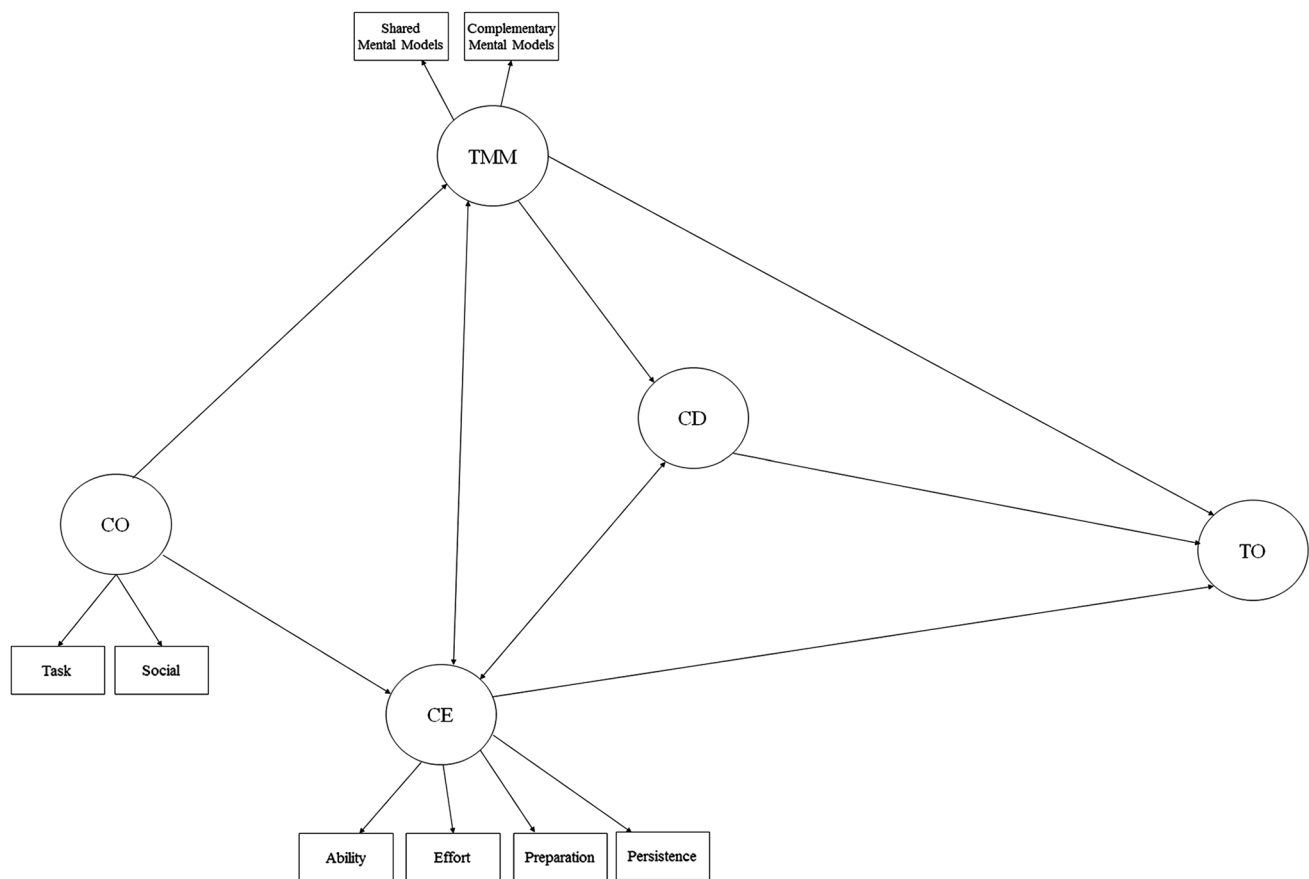 Shared
Mental Models
Complementary
Mental Models
TMM
CD
CO
TO
Task
Social
CE
Ability
Effort
Preparation
Persistence